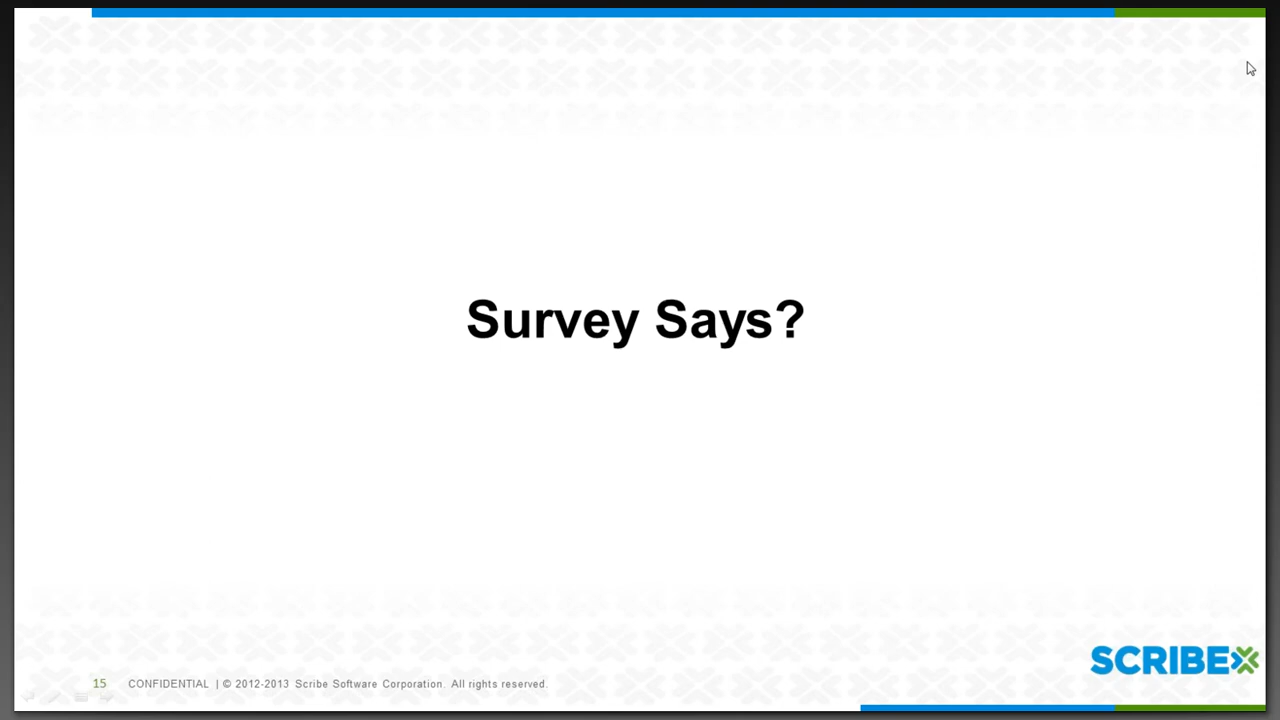 Survey Says?
SCRIBE
15 CONFIDENTIAL | © 2012-2013 Scribe Software Corporation. All rights reserved.